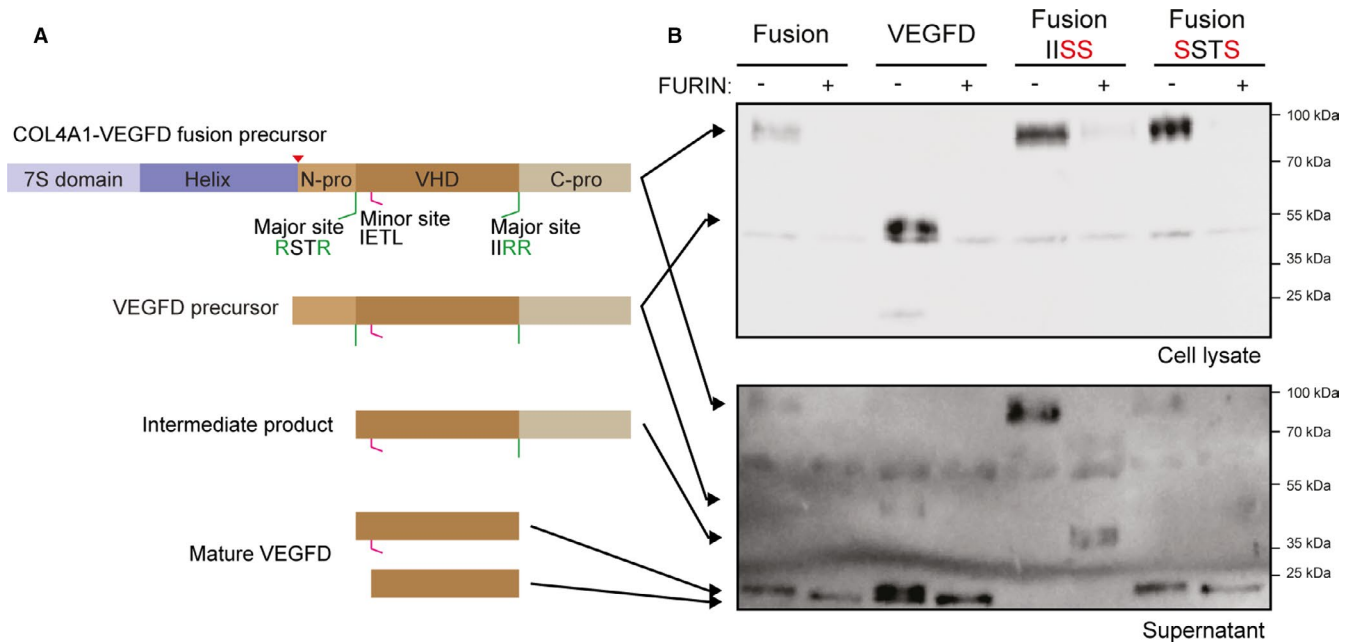 A
COL4A1-VEGFD fusion precursor
7S domain Helix N-pro VHD C-pro
Major site Minor site Major site
RSTR IETL IIRR
VEGFD precursor
Intermediate product
Mature VEGFD
B
Fusion VEGFD Fusion Fusion
IISS SSTS
FURIN: - + - + - + - +
100 kDa
70 kDa
55 kDa
35 kDa
25 kDa
Cell lysate
100 kDa
70 kDa
55 kDa
35 kDa
25 kDa
Supernatant